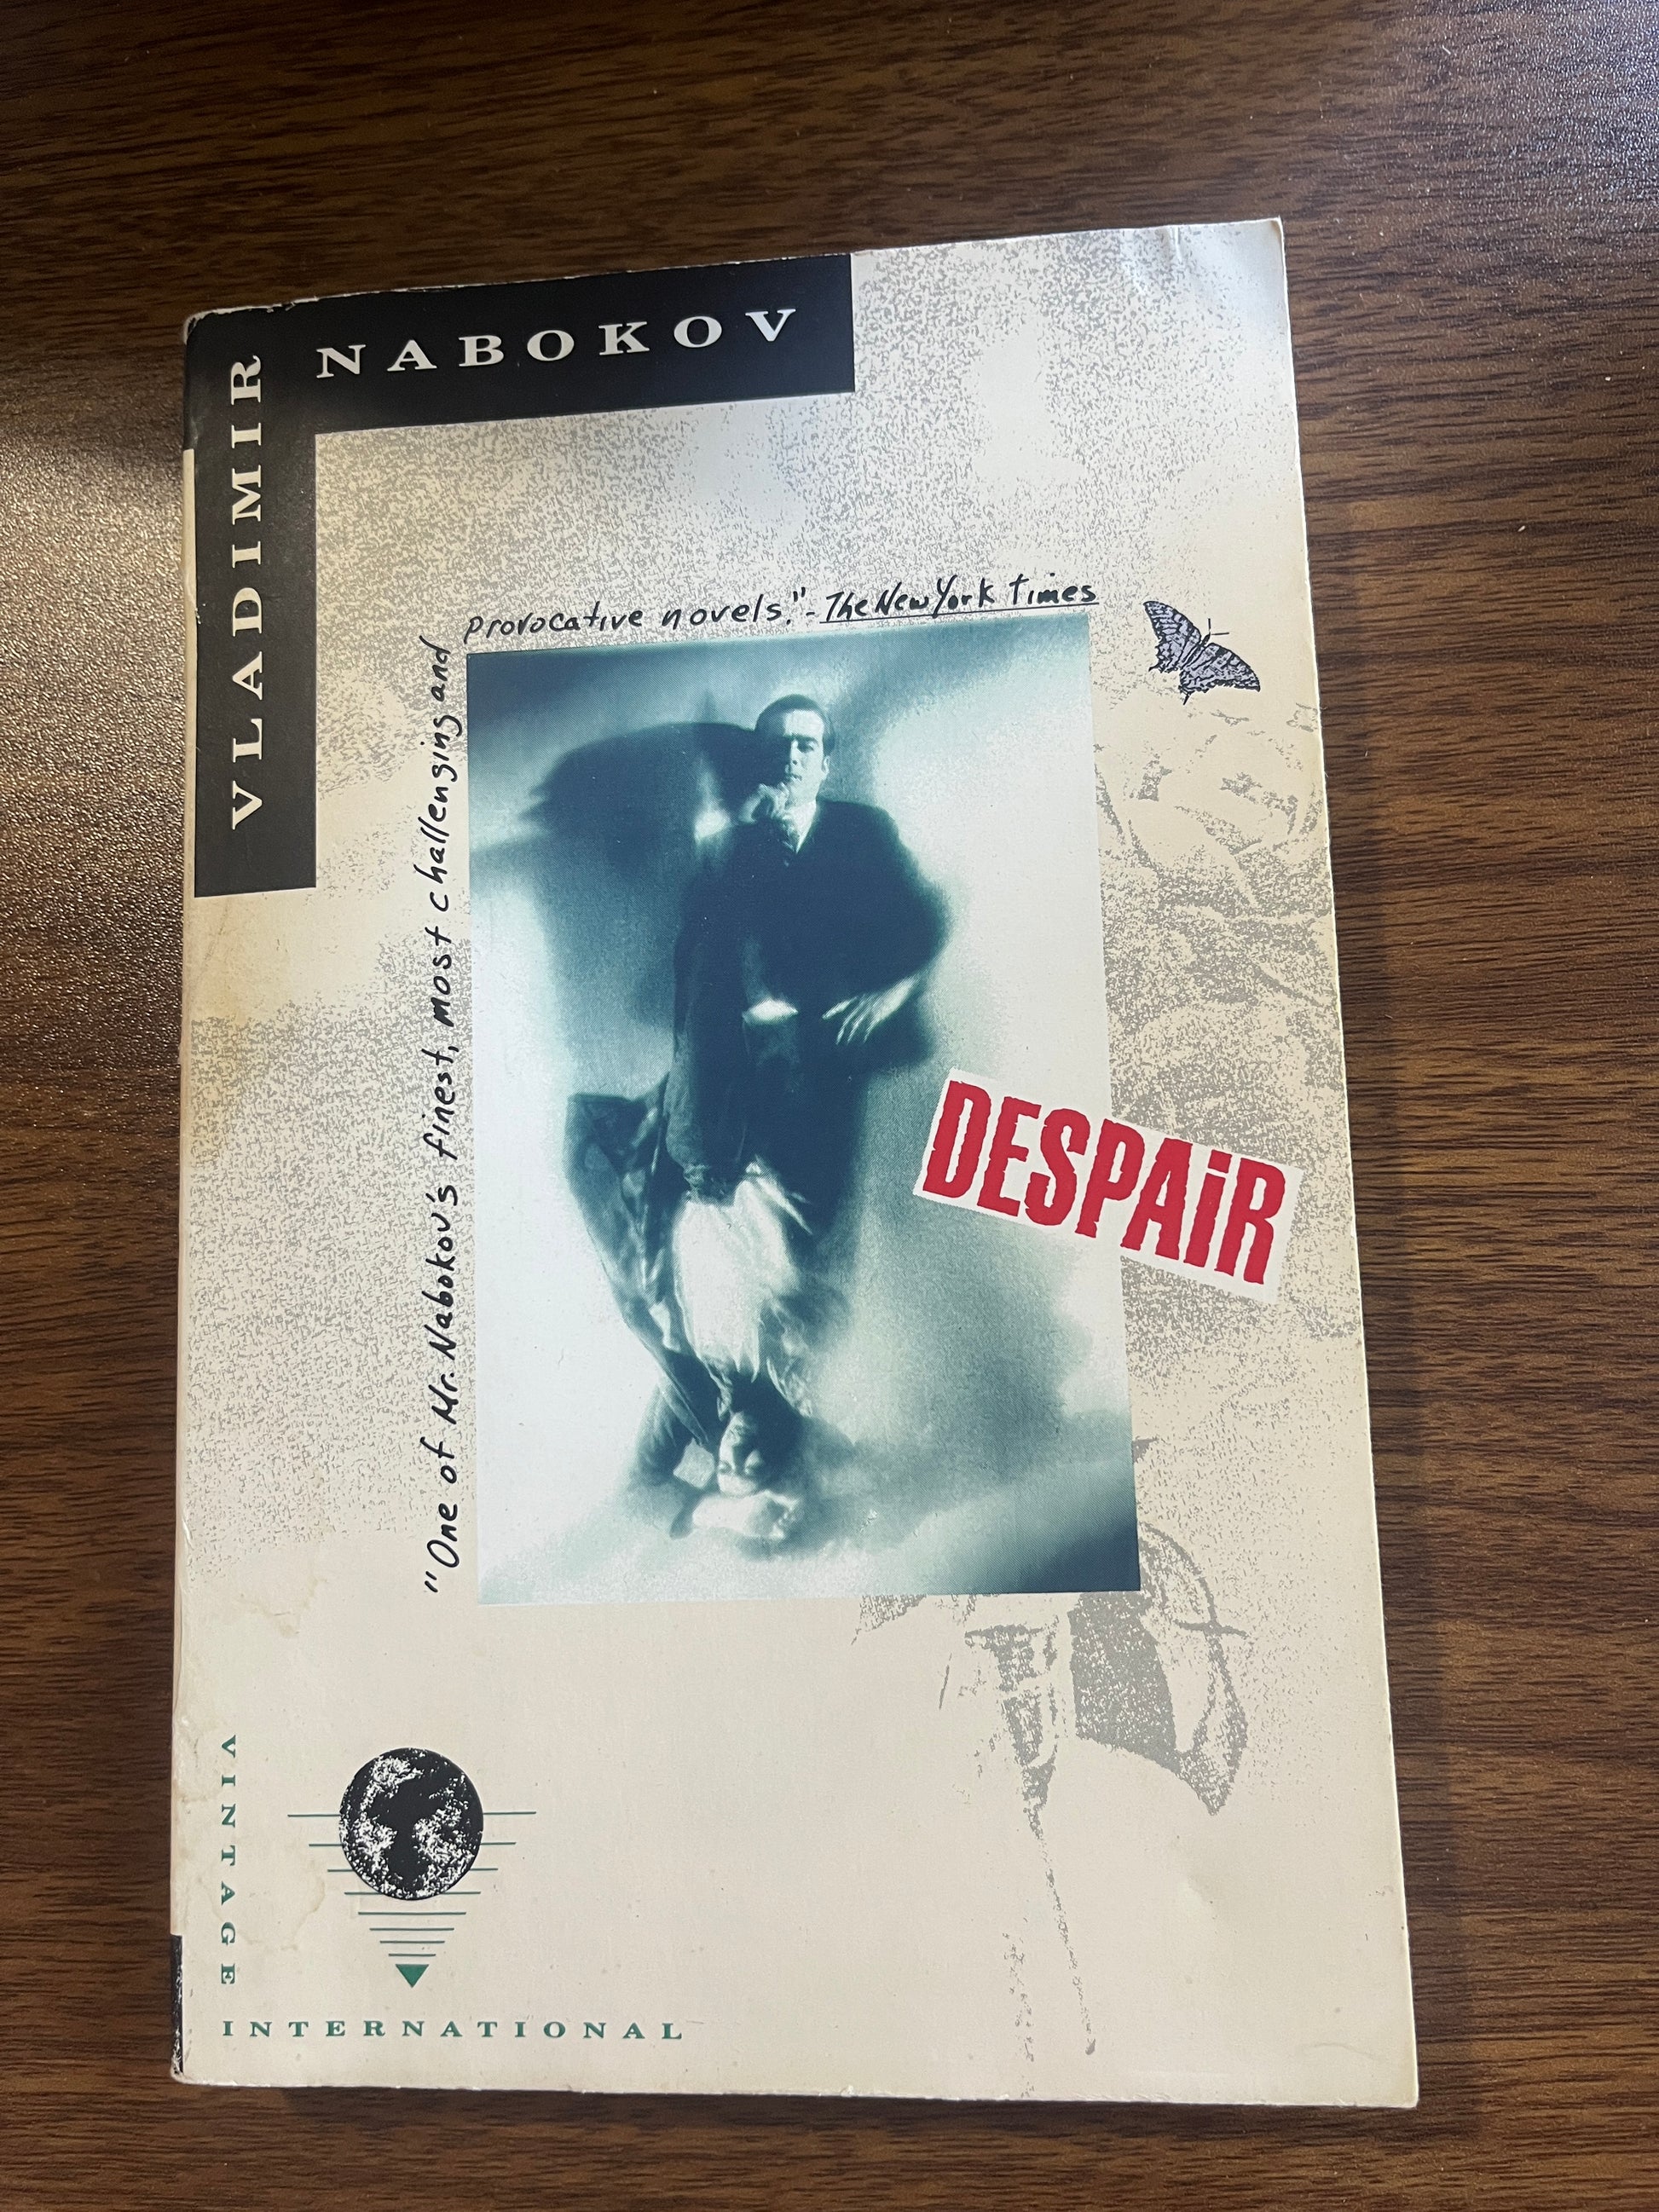 VLADIMIR
NABOKOV
"One of Mr. Nabokov's finest, most challenging and
provocative novels." - The New York Times
DESPAiR
VINTAGE
INTERNATIONAL